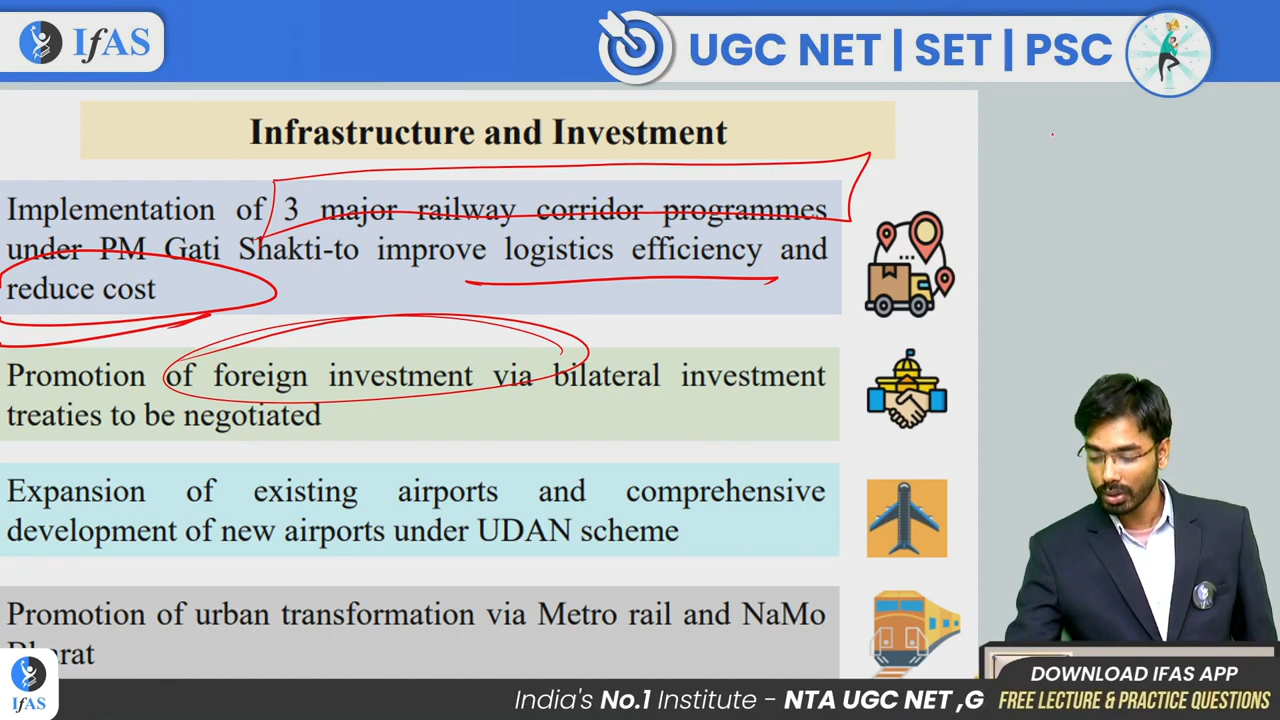 IfAS
UGC NET | SET | PSC
Infrastructure and Investment
Implementation of 3 major railway corridor programmes
under PM Gati Shakti-to improve logistics efficiency and
reduce cost
Promotion of foreign investment via bilateral investment
treaties to be negotiated
Expansion of existing airports and comprehensive
development of new airports under UDAN scheme
Promotion of urban transformation via Metro rail and NaMo
Bharat
IfAS
India's No.1 Institute - NTA UGC NET ,G
DOWNLOAD IFAS APP
FREE LECTURE & PRACTICE QUESTIONS